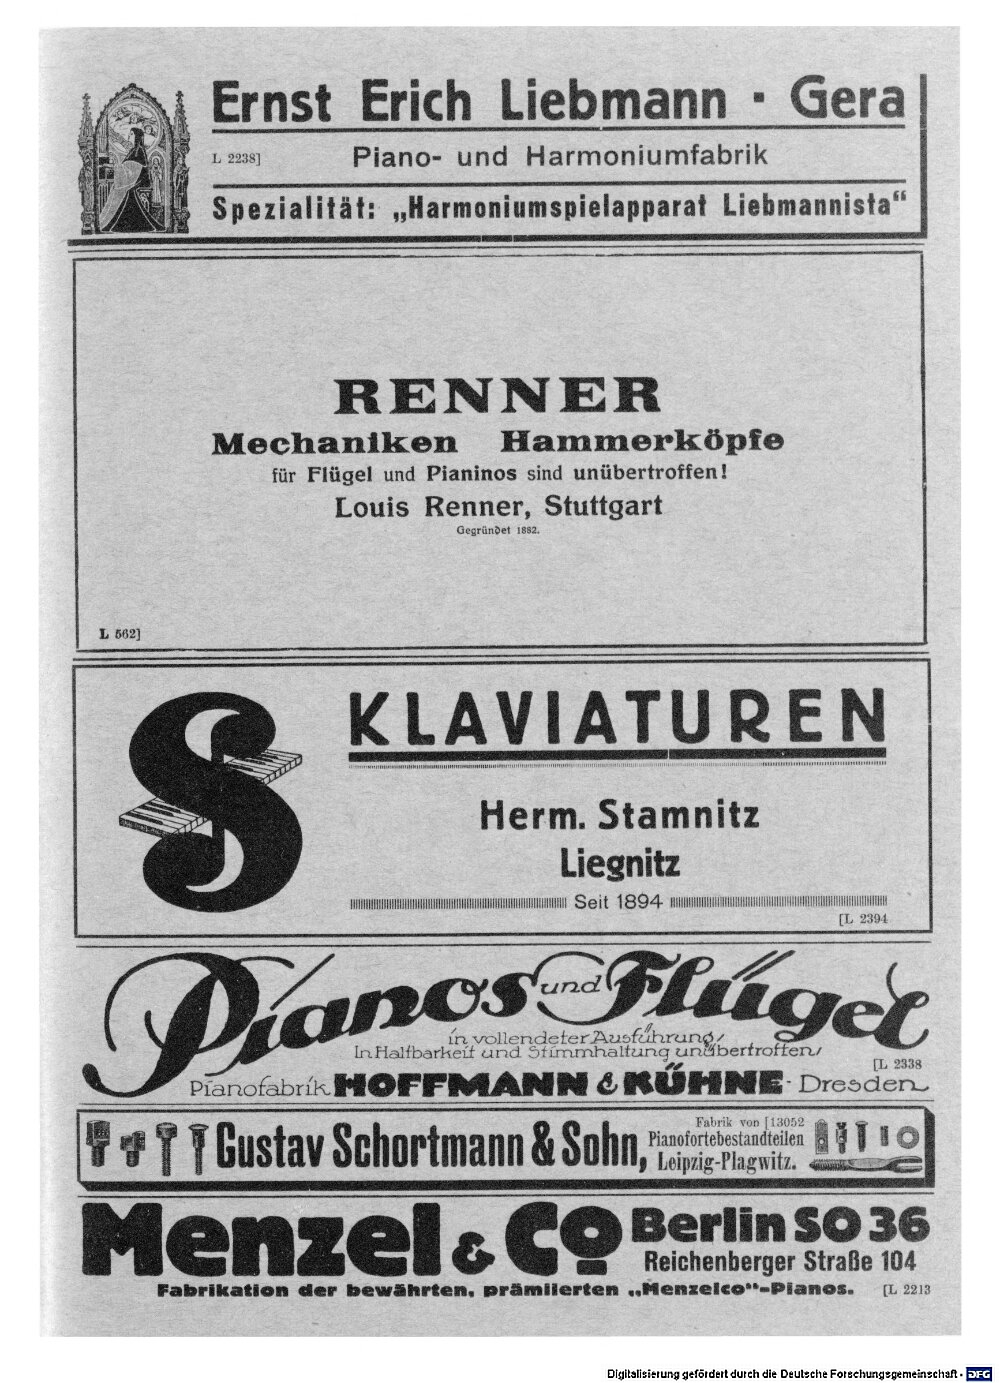 Ernst Erich Liebmann · Gera
L 2238]
Piano- und Harmoniumfabrik
Spezialität: „Harmoniumspielapparat Liebmannista“
RENNER
Mechaniken Hammerköpfe
für Flügel und Pianinos sind unübertroffen!
Louis Renner, Stuttgart
Gegründet 1882.
L 562]
S
KLAVIATUREN
Herm. Stamnitz
Liegnitz
Seit 1894
[L 2394
Pianos und Flügel
in vollendeter Ausführung/
In Haltbarkeit und Stimmhaltung unübertroffen/
[L 2338
Pianofabrik HOFFMANN & KÜHNE - Dresden
Gustav Schortmann & Sohn,
Fabrik von [13052
Pianofortebestandteilen
Leipzig-Plagwitz.
Menzel & Co
Berlin SO 36
Reichenberger Straße 104
Fabrikation der bewährten, prämiierten „Menzelco“-Pianos.
[L 2213
Digitalisierung gefördert durch die Deutsche Forschungsgemeinschaft - DFG